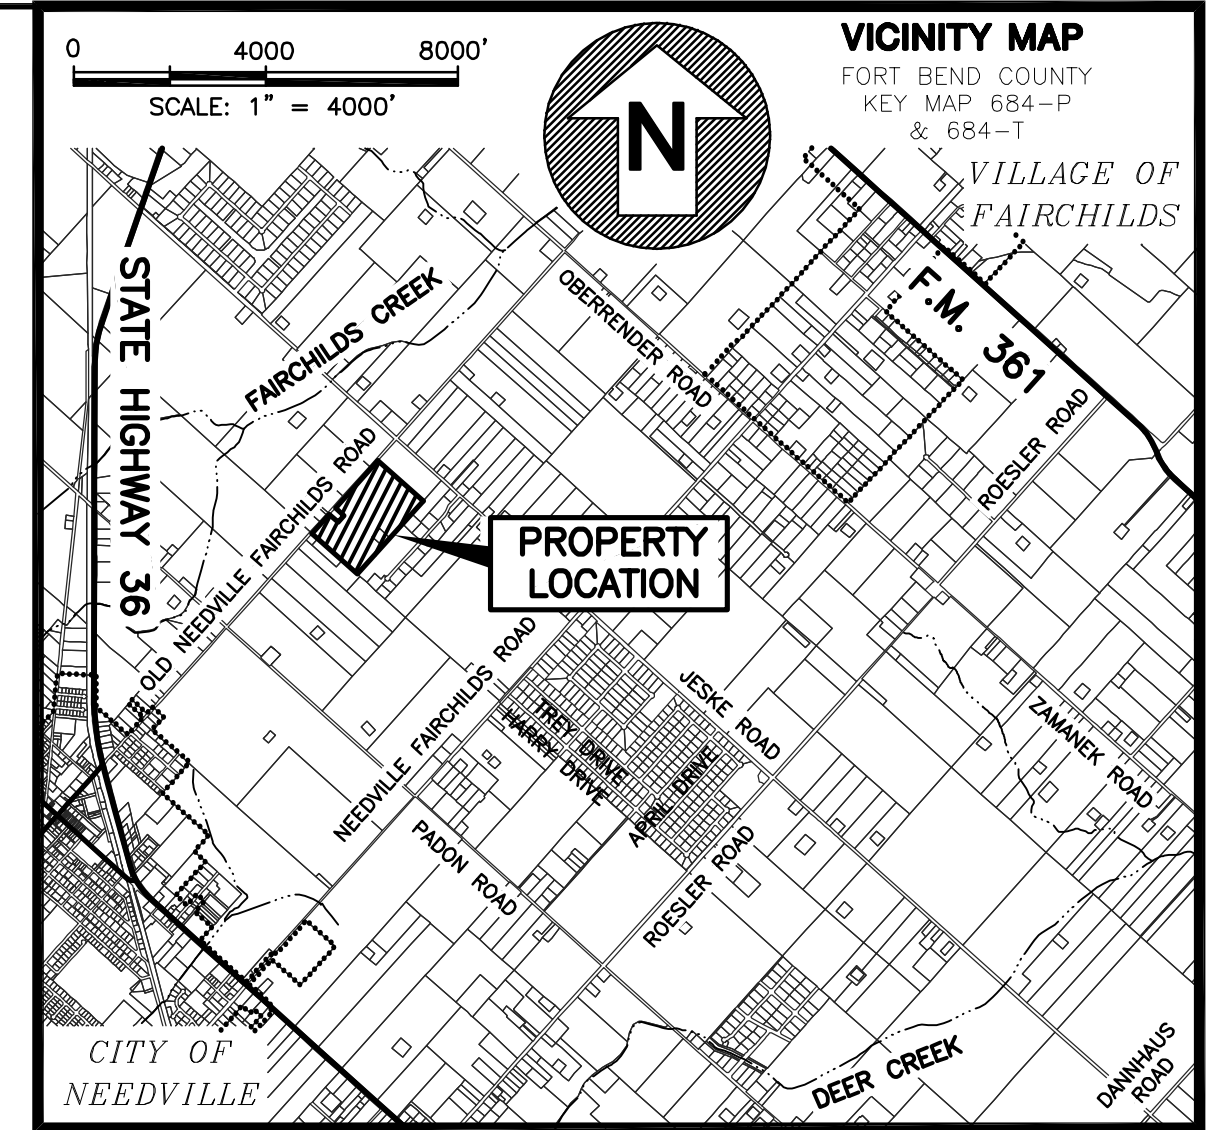 0 4000 8000'
SCALE: 1" = 4000'
N
VICINITY MAP
FORT BEND COUNTY
KEY MAP 684-P
& 684-T
VILLAGE OF
FAIRCHILDS
STATE HIGHWAY 36
FAIRCHILDS CREEK
OBERRENDER ROAD
F.M. 361
ROESLER ROAD
OLD NEEDVILLE FAIRCHILDS ROAD
PROPERTY
LOCATION
NEEDVILLE FAIRCHILDS ROAD
JESKE ROAD
TREY DRIVE
HARRY DRIVE
APRIL DRIVE
ZAMANEK ROAD
PADON ROAD
ROESLER ROAD
CITY OF
NEEDVILLE
DEER CREEK
DANNHAUS
ROAD